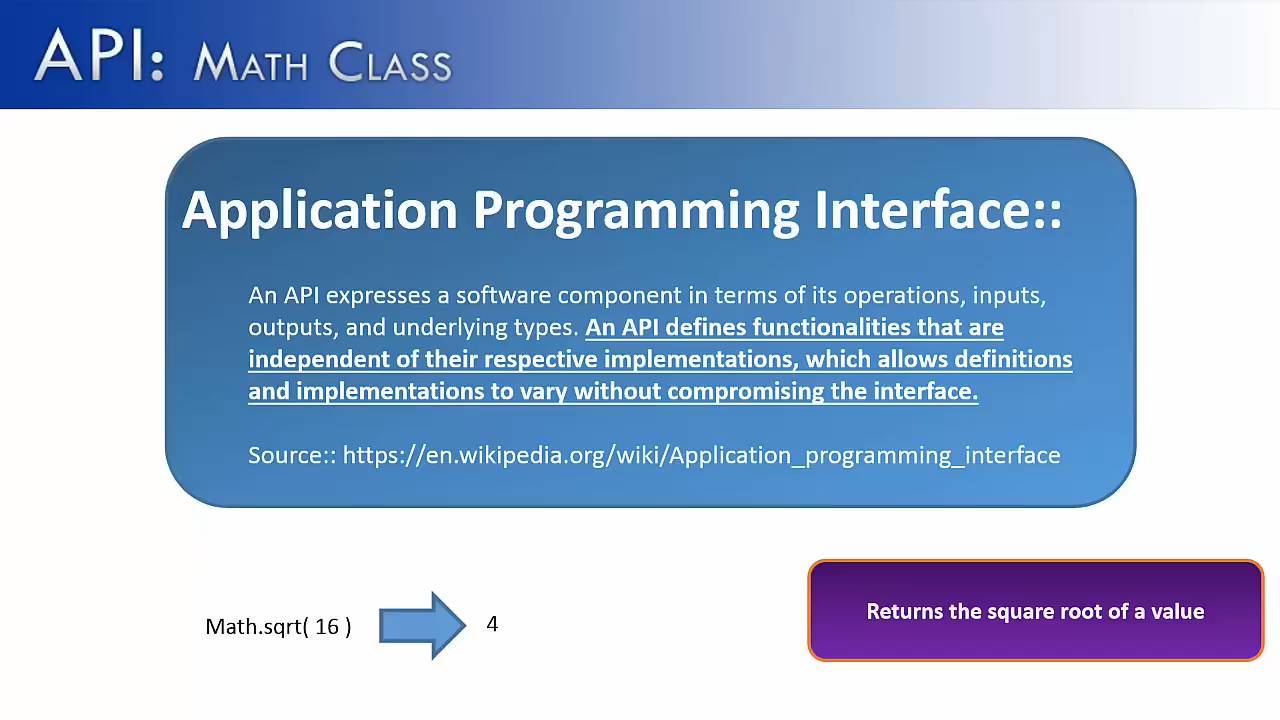 API: Math Class
Application Programming Interface::
An API expresses a software component in terms of its operations, inputs,
outputs, and underlying types. An API defines functionalities that are
independent of their respective implementations, which allows definitions
and implementations to vary without compromising the interface.
Source:: https://en.wikipedia.org/wiki/Application_programming_interface
Math.sqrt( 16 ) 4
Returns the square root of a value